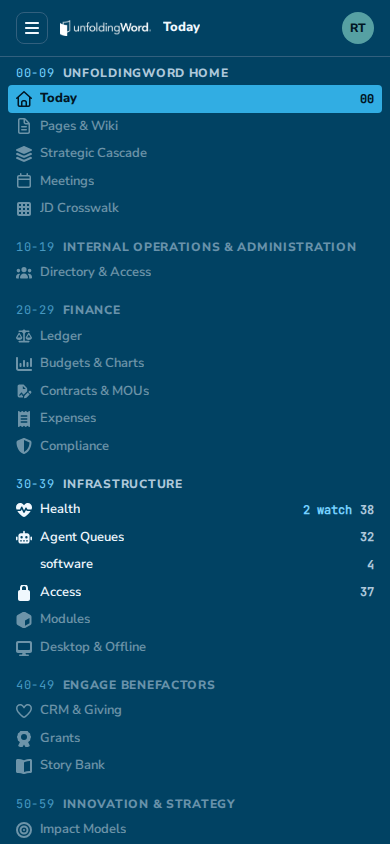 unfoldingWord. Today RT
00-09 UNFOLDINGWORD HOME
Today 00
Pages & Wiki
Strategic Cascade
Meetings
JD Crosswalk
10-19 INTERNAL OPERATIONS & ADMINISTRATION
Directory & Access
20-29 FINANCE
Ledger
Budgets & Charts
Contracts & MOUs
Expenses
Compliance
30-39 INFRASTRUCTURE
Health 2 watch 38
Agent Queues 32
software 4
Access 37
Modules
Desktop & Offline
40-49 ENGAGE BENEFACTORS
CRM & Giving
Grants
Story Bank
50-59 INNOVATION & STRATEGY
Impact Models